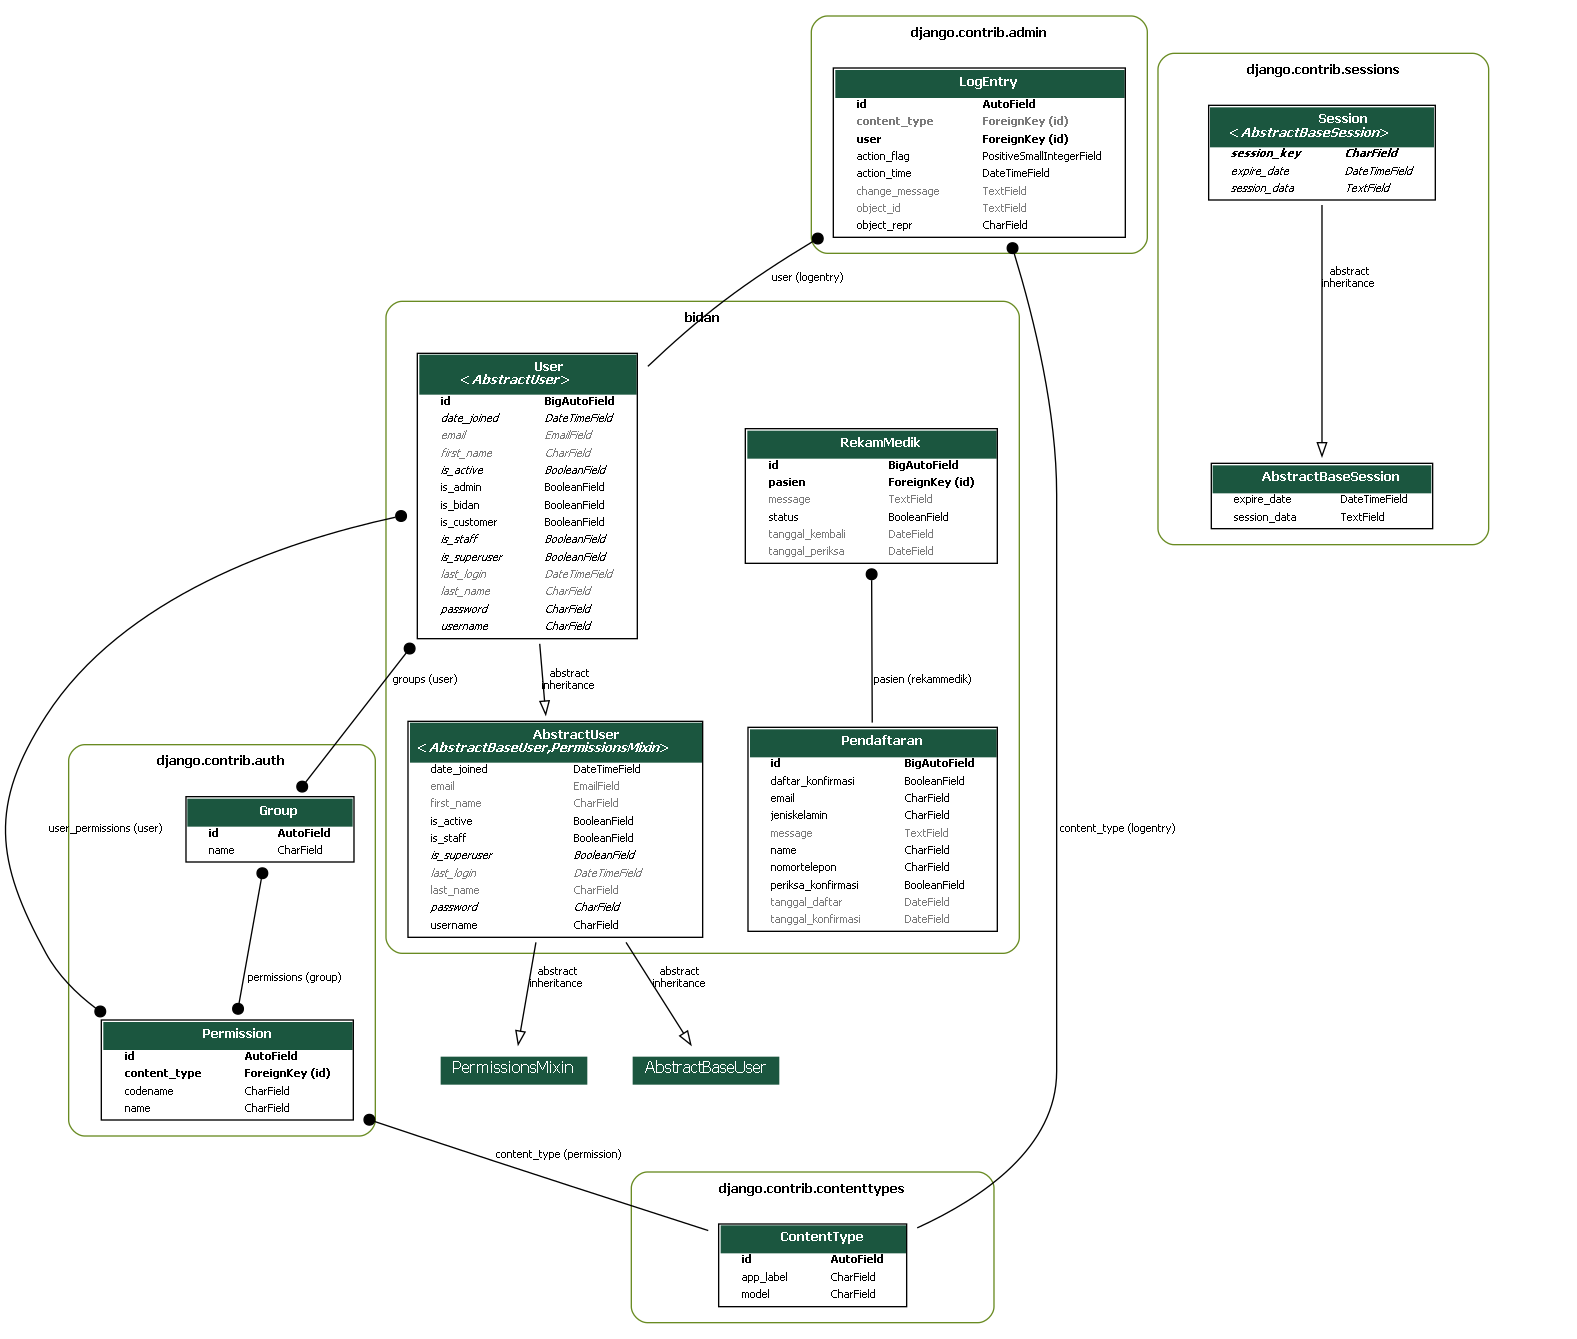 django.contrib.admin
LogEntry
id AutoField
content_type ForeignKey (id)
user ForeignKey (id)
action_flag PositiveSmallIntegerField
action_time DateTimeField
change_message TextField
object_id TextField
object_repr CharField
django.contrib.sessions
Session
<AbstractBaseSession>
session_key CharField
expire_date DateTimeField
session_data TextField
abstract
inheritance
AbstractBaseSession
expire_date DateTimeField
session_data TextField
user (logentry)
bidan
User
<AbstractUser>
id BigAutoField
date_joined DateTimeField
email EmailField
first_name CharField
is_active BooleanField
is_admin BooleanField
is_bidan BooleanField
is_customer BooleanField
is_staff BooleanField
is_superuser BooleanField
last_login DateTimeField
last_name CharField
password CharField
username CharField
RekamMedik
id BigAutoField
pasien ForeignKey (id)
message TextField
status BooleanField
tanggal_kembali DateField
tanggal_periksa DateField
groups (user)
abstract
inheritance
pasien (rekammedik)
AbstractUser
<AbstractBaseUser,PermissionsMixin>
date_joined DateTimeField
email EmailField
first_name CharField
is_active BooleanField
is_staff BooleanField
is_superuser BooleanField
last_login DateTimeField
last_name CharField
password CharField
username CharField
Pendaftaran
id BigAutoField
daftar_konfirmasi BooleanField
email CharField
jeniskelamin CharField
message TextField
name CharField
nomortelepon CharField
periksa_konfirmasi BooleanField
tanggal_daftar DateField
tanggal_konfirmasi DateField
django.contrib.auth
Group
id AutoField
name CharField
user_permissions (user)
content_type (logentry)
permissions (group)
abstract
inheritance
abstract
inheritance
Permission
id AutoField
content_type ForeignKey (id)
codename CharField
name CharField
PermissionsMixin
AbstractBaseUser
content_type (permission)
django.contrib.contenttypes
ContentType
id AutoField
app_label CharField
model CharField